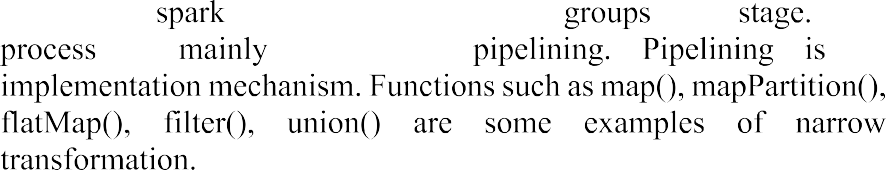 spark groups stage.
process mainly pipelining. Pipelining is
implementation mechanism. Functions such as map(), mapPartition(),
flatMap(), filter(), union() are some examples of narrow
transformation.